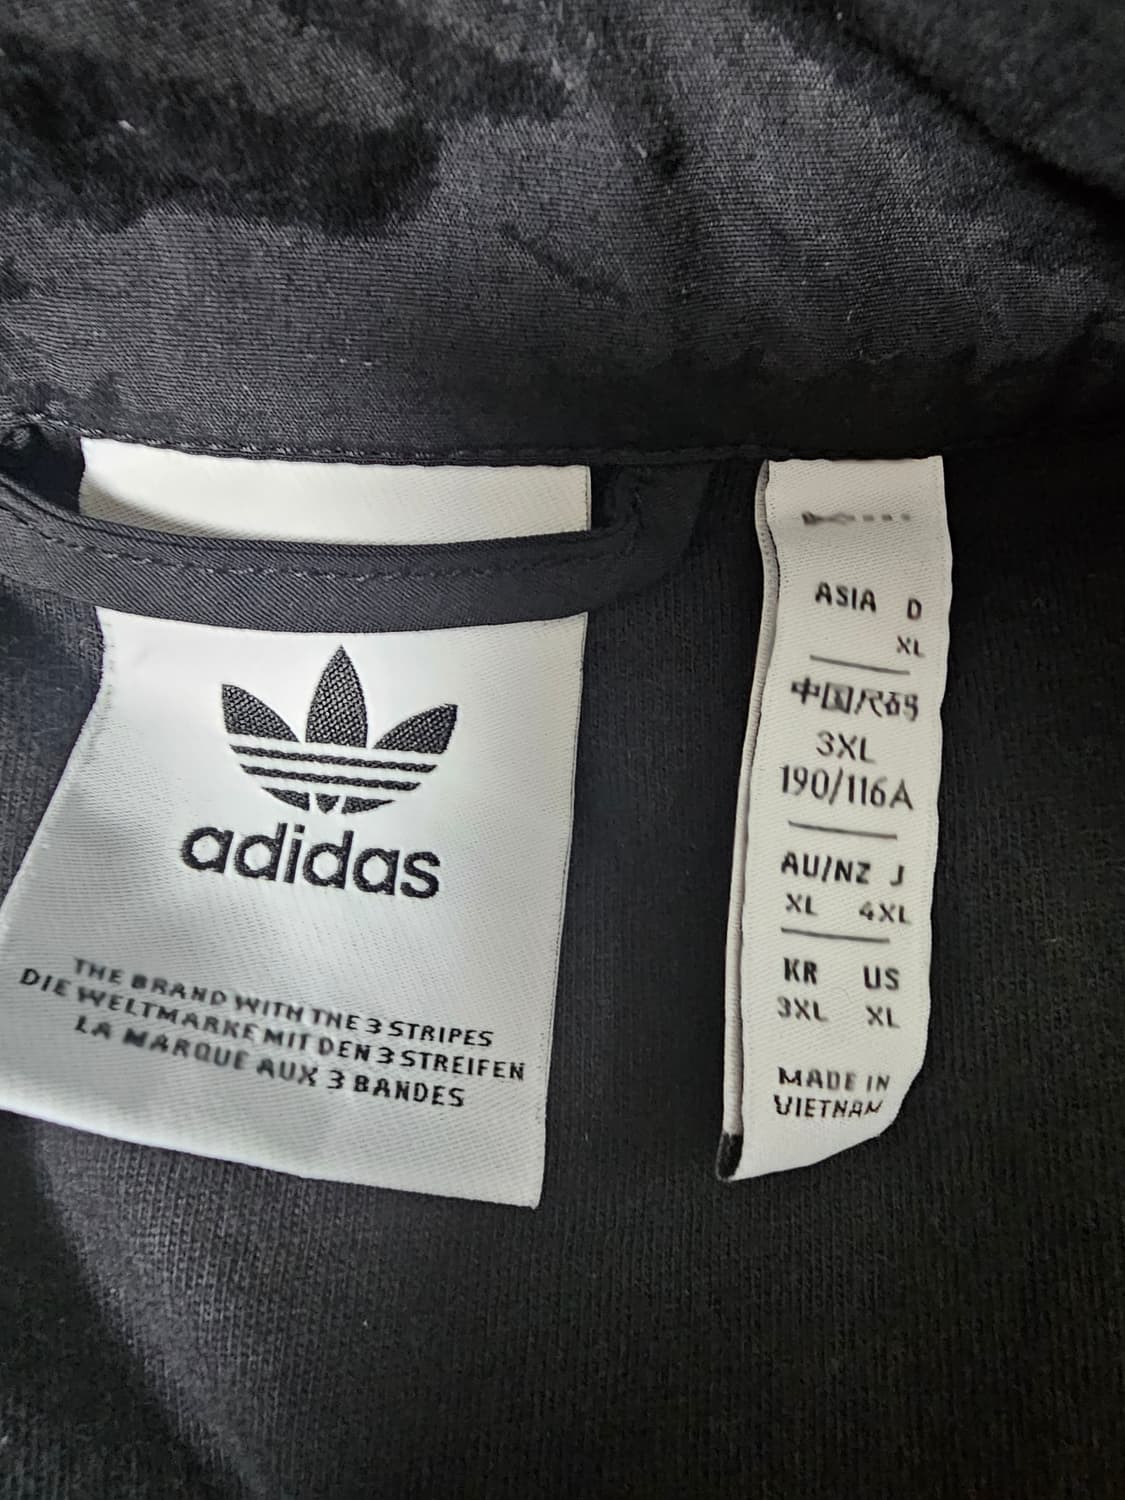 adidas
THE BRAND WITH THE 3 STRIPES
DIE WELTMARKE MIT DEN 3 STREIFEN
LA MARQUE AUX 3 BANDES
ASIA D
XL
中国尺码
3XL
190/116A
AU/NZ J
XL 4XL
KR US
3XL XL
MADE IN
VIETNAM